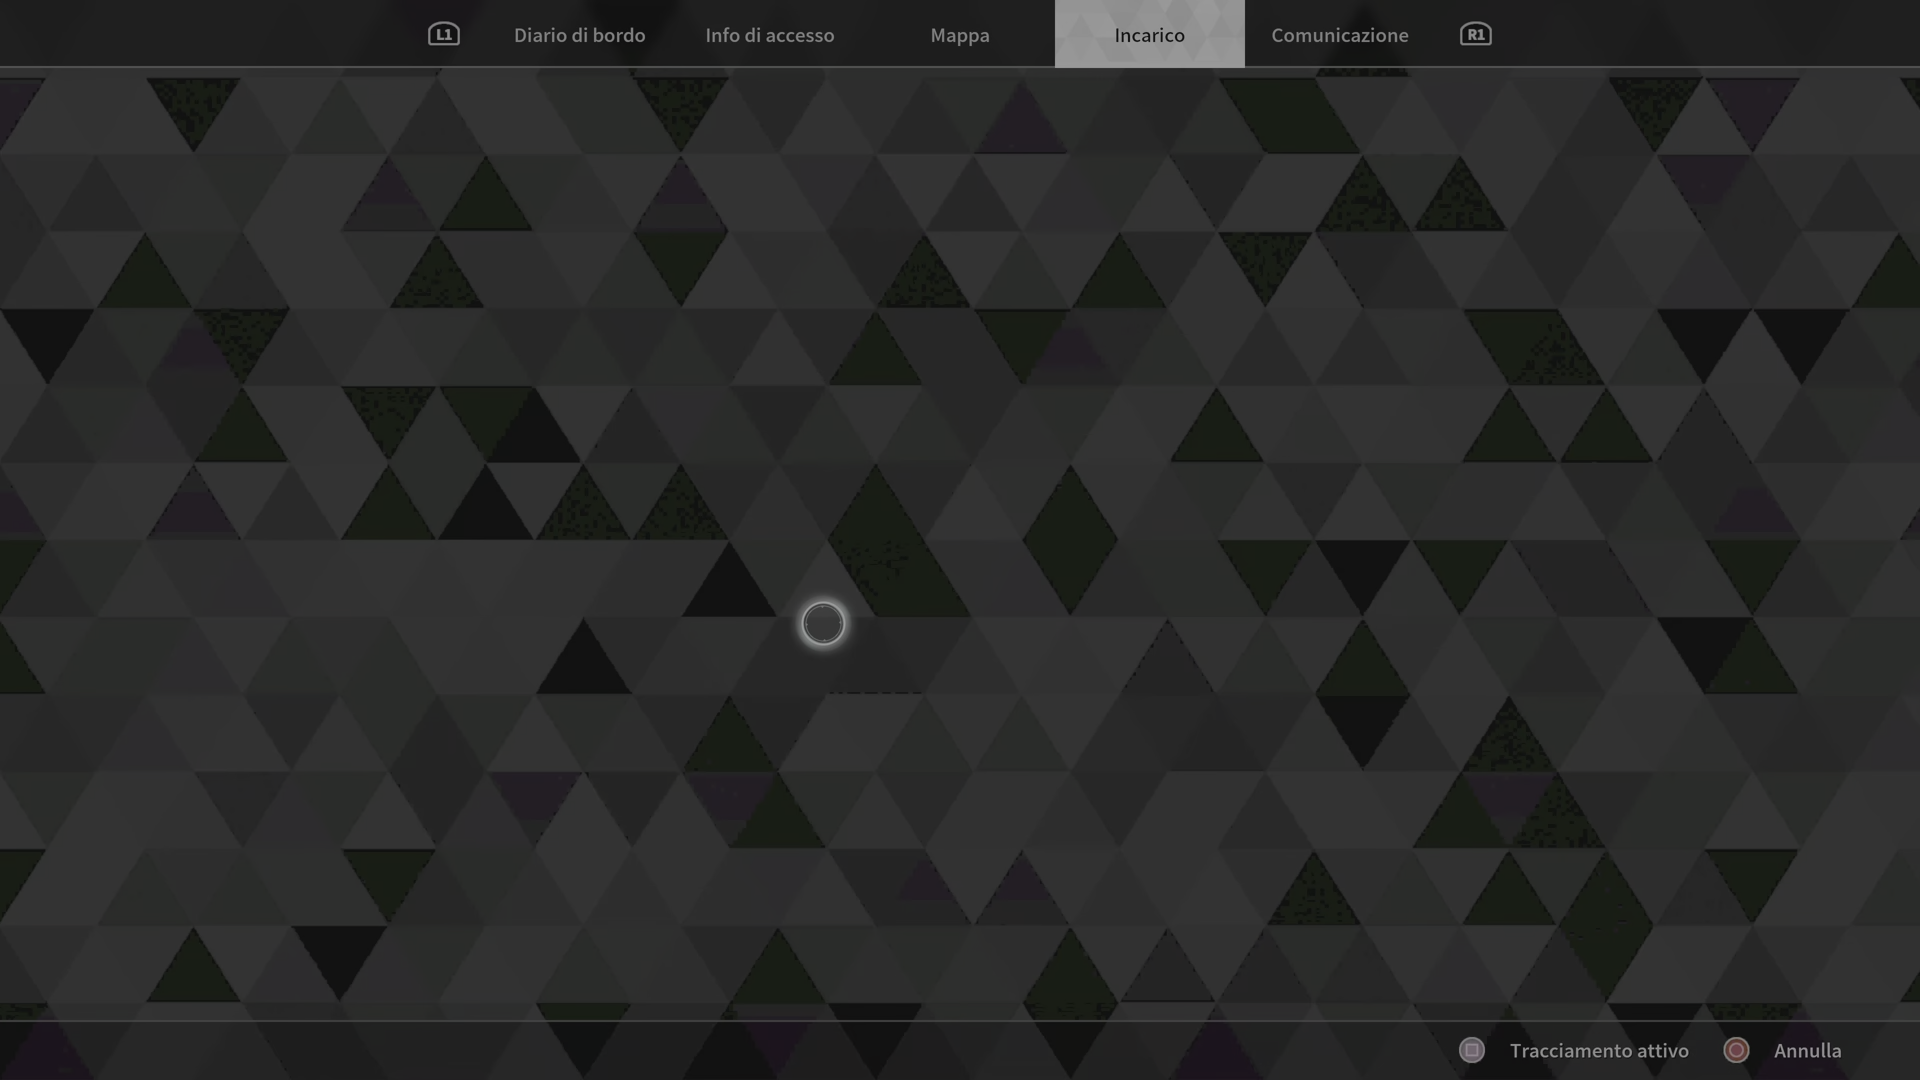 L1 Diario di bordo Info di accesso Mappa Incarico Comunicazione R1
Tracciamento attivo Annulla